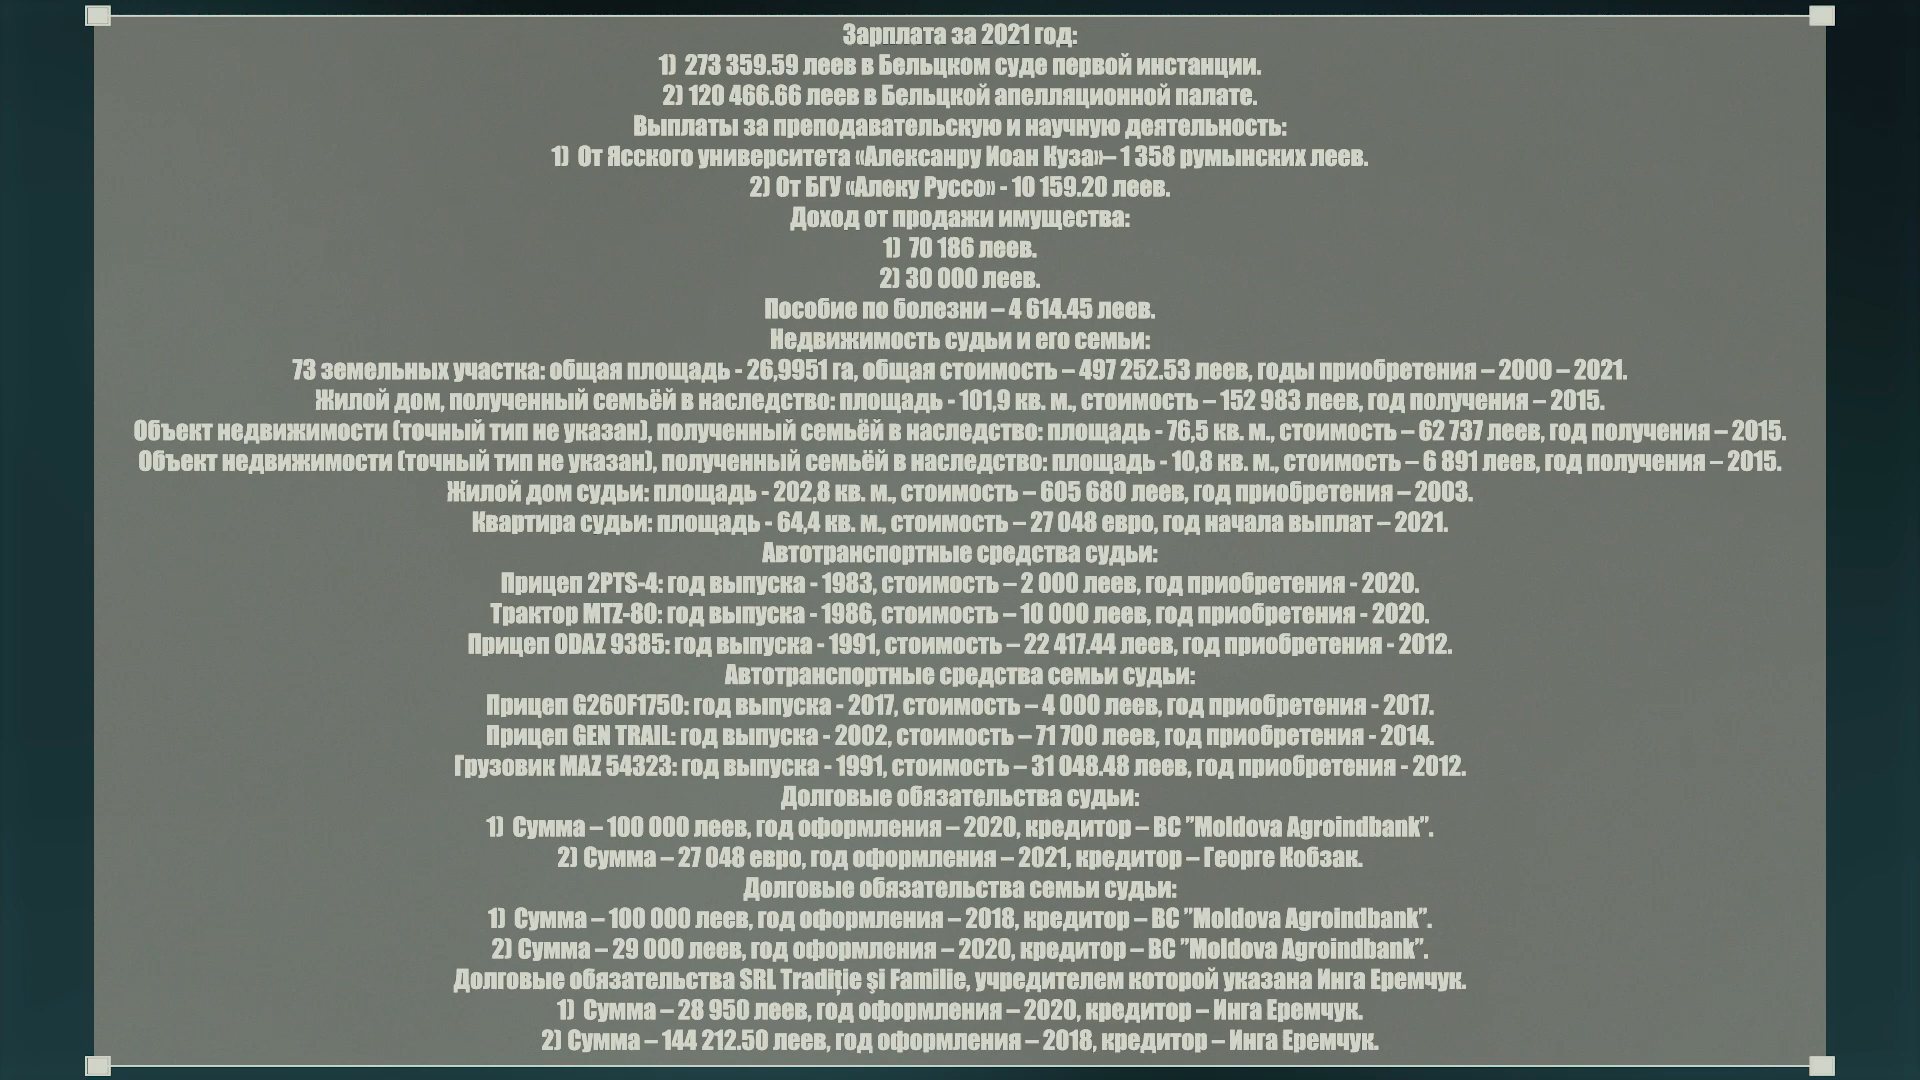 Зарплата за 2021 год:
1) 273 359.59 леев в Бельцком суде первой инстанции.
2) 120 466.66 леев в Бельцкой апелляционной палате.
Выплаты за преподавательскую и научную деятельность:
1) От Ясского университета «Алексанру Иоан Куза»– 1 358 румынских леев.
2) От БГУ «Алеку Руссо» - 10 159.20 леев.
Доход от продажи имущества:
1) 70 186 леев.
2) 30 000 леев.
Пособие по болезни – 4 614.45 леев.
Недвижимость судьи и его семьи:
73 земельных участка: общая площадь - 26,9951 га, общая стоимость – 497 252.53 леев, годы приобретения – 2000 – 2021.
Жилой дом, полученный семьёй в наследство: площадь - 101,9 кв. м., стоимость – 152 983 леев, год получения – 2015.
Объект недвижимости (точный тип не указан), полученный семьёй в наследство: площадь - 76,5 кв. м., стоимость – 62 737 леев, год получения – 2015.
Объект недвижимости (точный тип не указан), полученный семьёй в наследство: площадь - 10,8 кв. м., стоимость – 6 891 леев, год получения – 2015.
Жилой дом судьи: площадь - 202,8 кв. м., стоимость – 605 680 леев, год приобретения – 2003.
Квартира судьи: площадь - 64,4 кв. м., стоимость – 27 048 евро, год начала выплат – 2021.
Автотранспортные средства судьи:
Прицеп 2PTS-4: год выпуска - 1983, стоимость – 2 000 леев, год приобретения - 2020.
Трактор MTZ-80: год выпуска - 1986, стоимость – 10 000 леев, год приобретения - 2020.
Прицеп ODAZ 9385: год выпуска - 1991, стоимость – 22 417.44 леев, год приобретения - 2012.
Автотранспортные средства семьи судьи:
Прицеп G260F1750: год выпуска - 2017, стоимость – 4 000 леев, год приобретения - 2017.
Прицеп GEN TRAIL: год выпуска - 2002, стоимость – 71 700 леев, год приобретения - 2014.
Грузовик MAZ 54323: год выпуска - 1991, стоимость – 31 048.48 леев, год приобретения - 2012.
Долговые обязательства судьи:
1) Сумма – 100 000 леев, год оформления – 2020, кредитор – BC ”Moldova Agroindbank”.
2) Сумма – 27 048 евро, год оформления – 2021, кредитор – Георге Кобзак.
Долговые обязательства семьи судьи:
1) Сумма – 100 000 леев, год оформления – 2018, кредитор – BC ”Moldova Agroindbank”.
2) Сумма – 29 000 леев, год оформления – 2020, кредитор – BC ”Moldova Agroindbank”.
Долговые обязательства SRL Tradiție și Familie, учредителем которой указана Инга Еремчук.
1) Сумма – 28 950 леев, год оформления – 2020, кредитор – Инга Еремчук.
2) Сумма – 144 212.50 леев, год оформления – 2018, кредитор – Инга Еремчук.